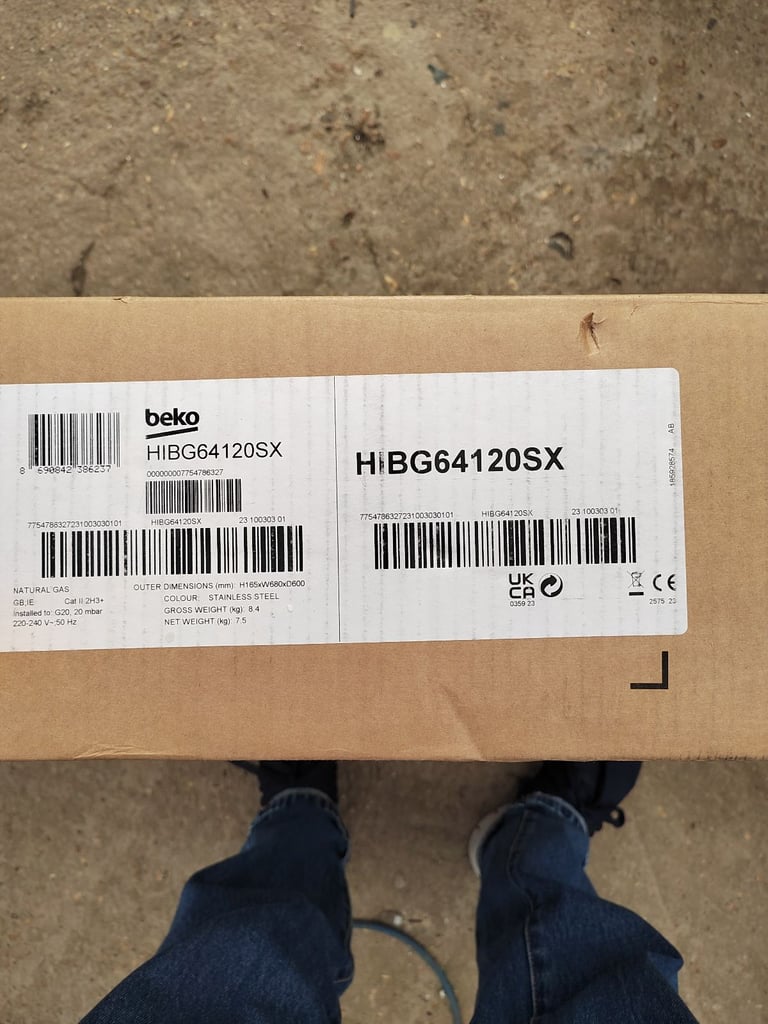 8 690842 386237
beko
HIBG64120SX
000000007754786327
7754786327231003030101 HIBG64120SX 23 100303 01
NATURAL GAS
GB,IE Cat II 2H3+
Installed to: G20, 20 mbar
220-240 V~,50 Hz
OUTER DIMENSIONS (mm): H165xW680xD600
COLOUR: STAINLESS STEEL
GROSS WEIGHT (kg): 8.4
NET WEIGHT (kg): 7.5
HIBG64120SX
7754786327231003030101 HIBG64120SX 23 100303 01
UK
CA
0359 23
CE
2575 23
185928574 AB